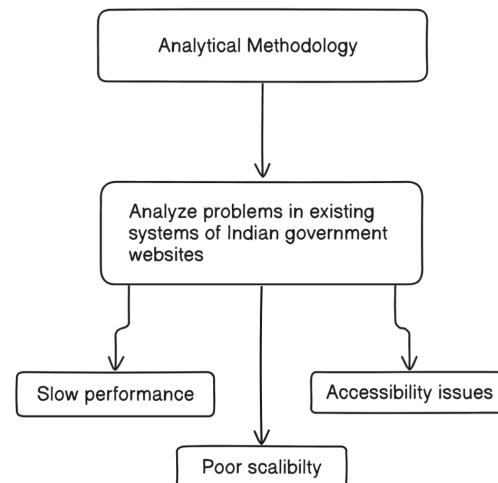 Analytical Methodology
Analyze problems in existing
systems of Indian government
websites
Slow performance
Accessibility issues
Poor scalibilty